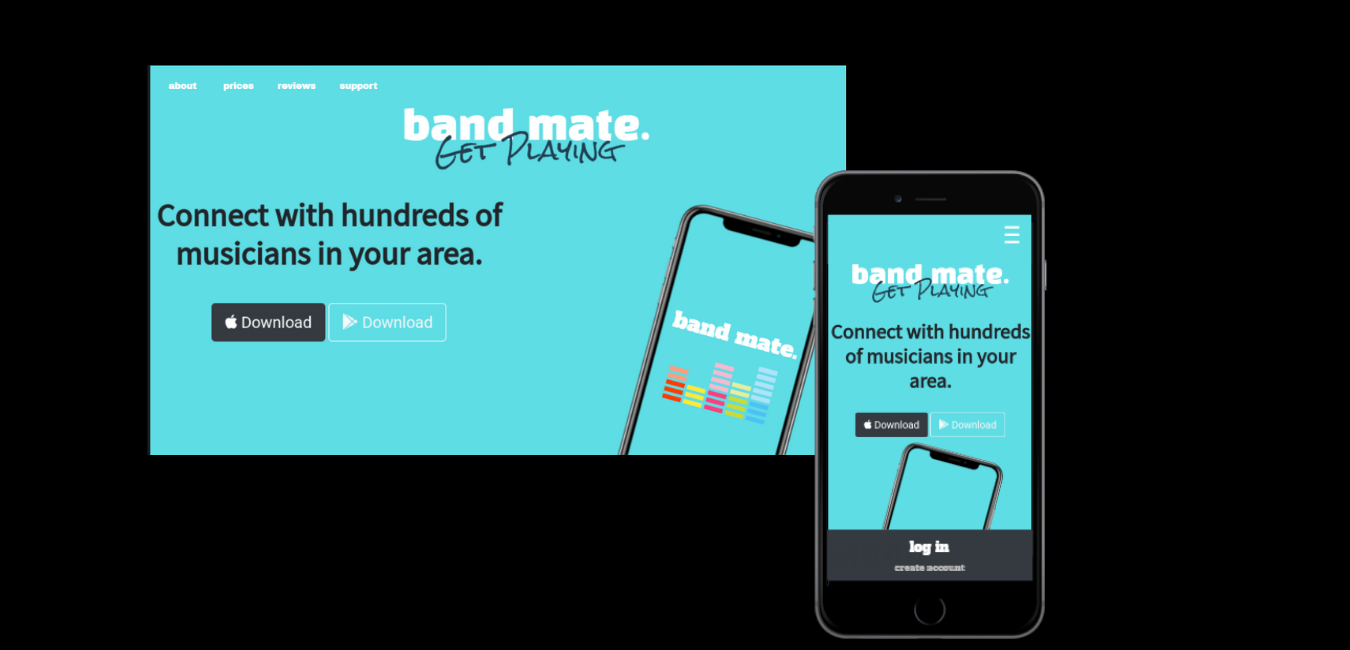 about prices reviews support
band mate.
Get Playing
Connect with hundreds of
musicians in your area.
Download Download
band mate.
band mate.
Get Playing
Connect with hundreds
of musicians in your
area.
Download Download
log in
create account